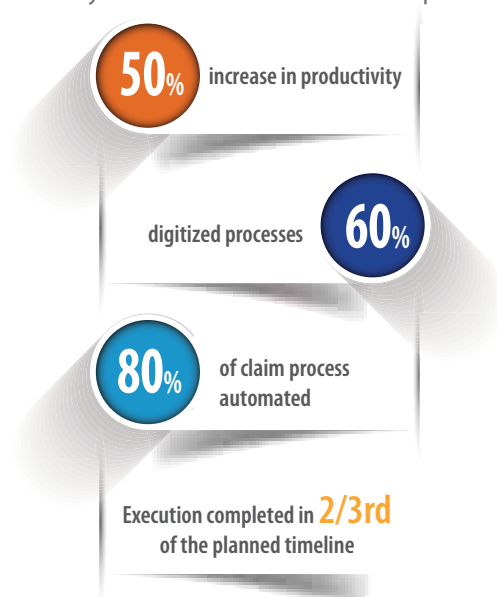 50% increase in productivity
digitized processes 60%
80% of claim process
automated
Execution completed in 2/3rd
of the planned timeline